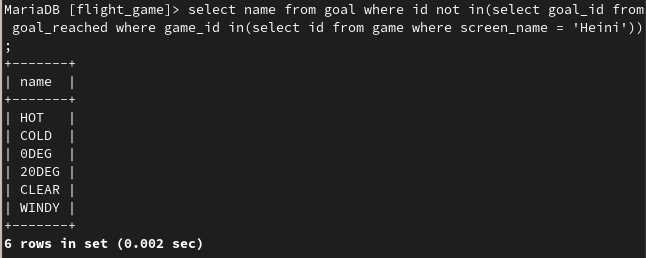 MariaDB [flight_game]> select name from goal where id not in(select goal_id from
goal_reached where game_id in(select id from game where screen_name = 'Heini'))
;
+-------+
| name  |
+-------+
| HOT   |
| COLD  |
| 0DEG  |
| 20DEG |
| CLEAR |
| WINDY |
+-------+
6 rows in set (0.002 sec)